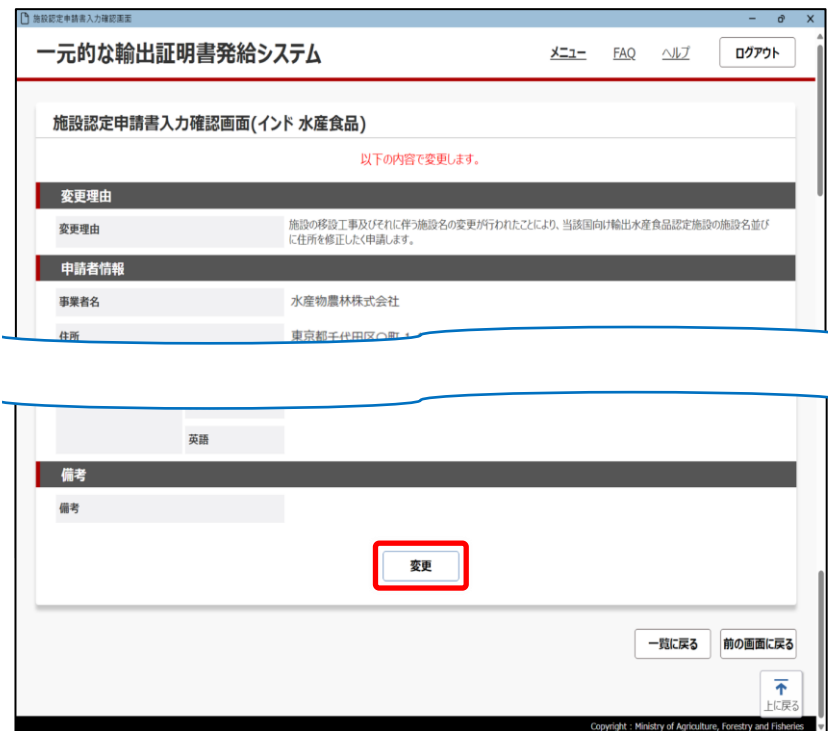 施設認定申請書入力確認画面
一元的な輸出証明書発給システム
メニュー FAQ ヘルプ ログアウト
施設認定申請書入力確認画面(インド 水産食品)
以下の内容で変更します。
変更理由
変更理由 施設の移設工事及びそれに伴う施設名の変更が行われたことにより、当該国向け輸出水産食品認定施設の施設名並び
に住所を修正したく申請します。
申請者情報
事業者名 水産物農林株式会社
住所 東京都千代田区〇町
英語
備考
備考
変更
一覧に戻る 前の画面に戻る
上に戻る
Copyright : Ministry of Agriculture, Forestry and Fisheries